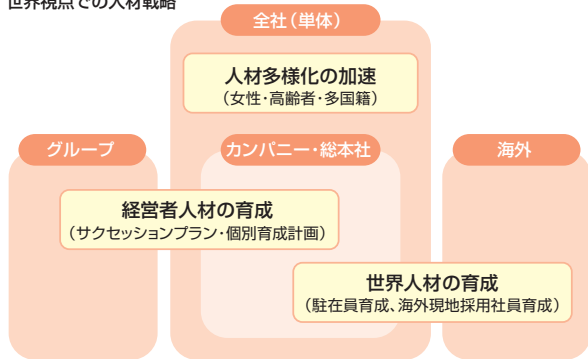 世界視点での人材戦略
全社（単体）
人材多様化の加速
（女性・高齢者・多国籍）
グループ
カンパニー・総本社
海外
経営者人材の育成
（サクセッションプラン・個別育成計画）
世界人材の育成
（駐在員育成、海外現地採用社員育成）